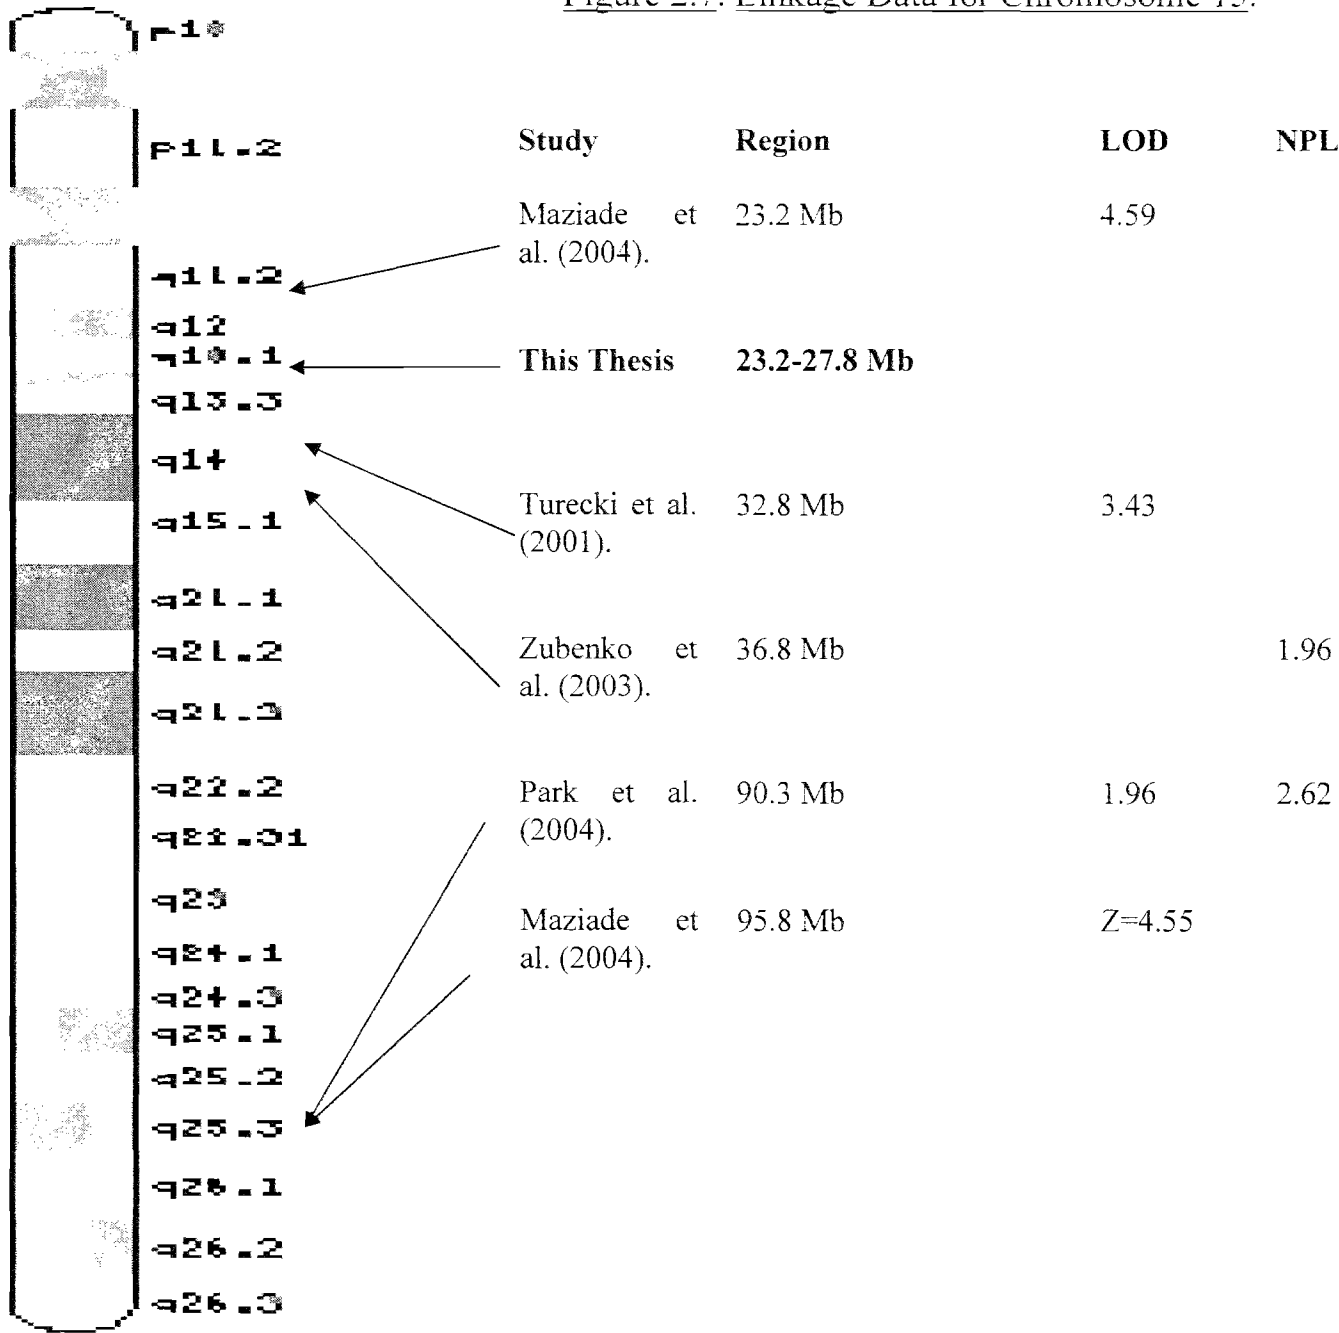 Figure 2.7. Linkage Data for Chromosome 15.
p11.2
q11.2
q12
q13.3
q14
q15.1
q21.1
q21.2
q21.3
q22.2
q23
q24.1
q24.3
q25.1
q25.2
q25.3
q26.1
q26.2
q26.3
Study Region LOD NPL
Maziade et 23.2 Mb 4.59
al. (2004).
This Thesis 23.2-27.8 Mb
Turecki et al. 32.8 Mb 3.43
(2001).
Zubenko et 36.8 Mb 1.96
al. (2003).
Park et al. 90.3 Mb 1.96 2.62
(2004).
Maziade et 95.8 Mb Z=4.55
al. (2004).